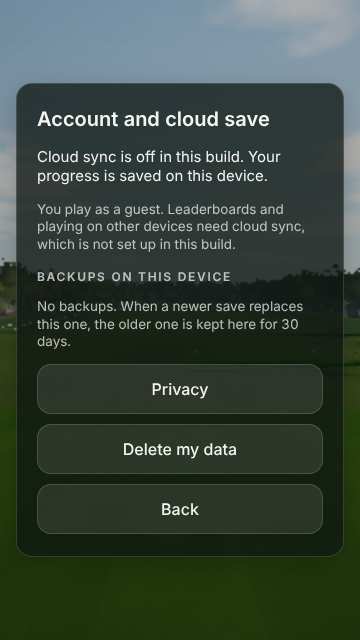 Account and cloud save
Cloud sync is off in this build. Your
progress is saved on this device.
You play as a guest. Leaderboards and
playing on other devices need cloud sync,
which is not set up in this build.
BACKUPS ON THIS DEVICE
No backups. When a newer save replaces
this one, the older one is kept here for 30
days.
Privacy
Delete my data
Back